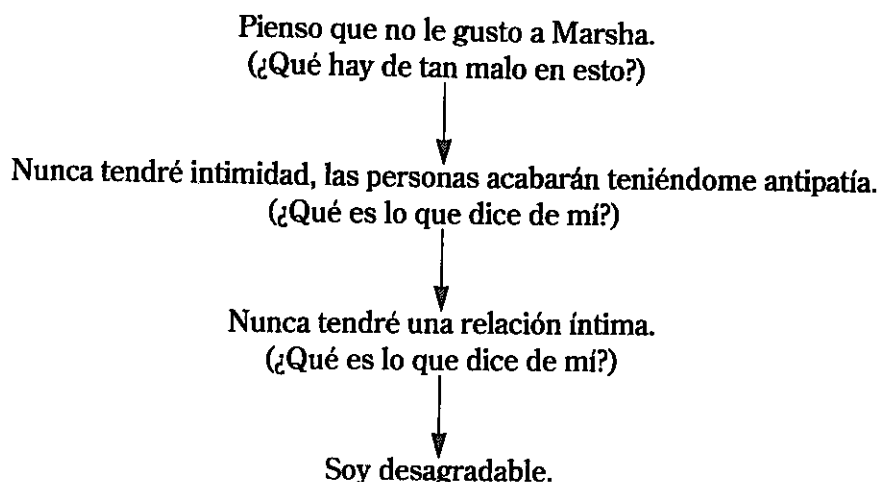 Pienso que no le gusto a Marsha.
(¿Qué hay de tan malo en esto?)
Nunca tendré intimidad, las personas acabarán teniéndome antipatía.
(¿Qué es lo que dice de mí?)
Nunca tendré una relación íntima.
(¿Qué es lo que dice de mí?)
Soy desagradable.